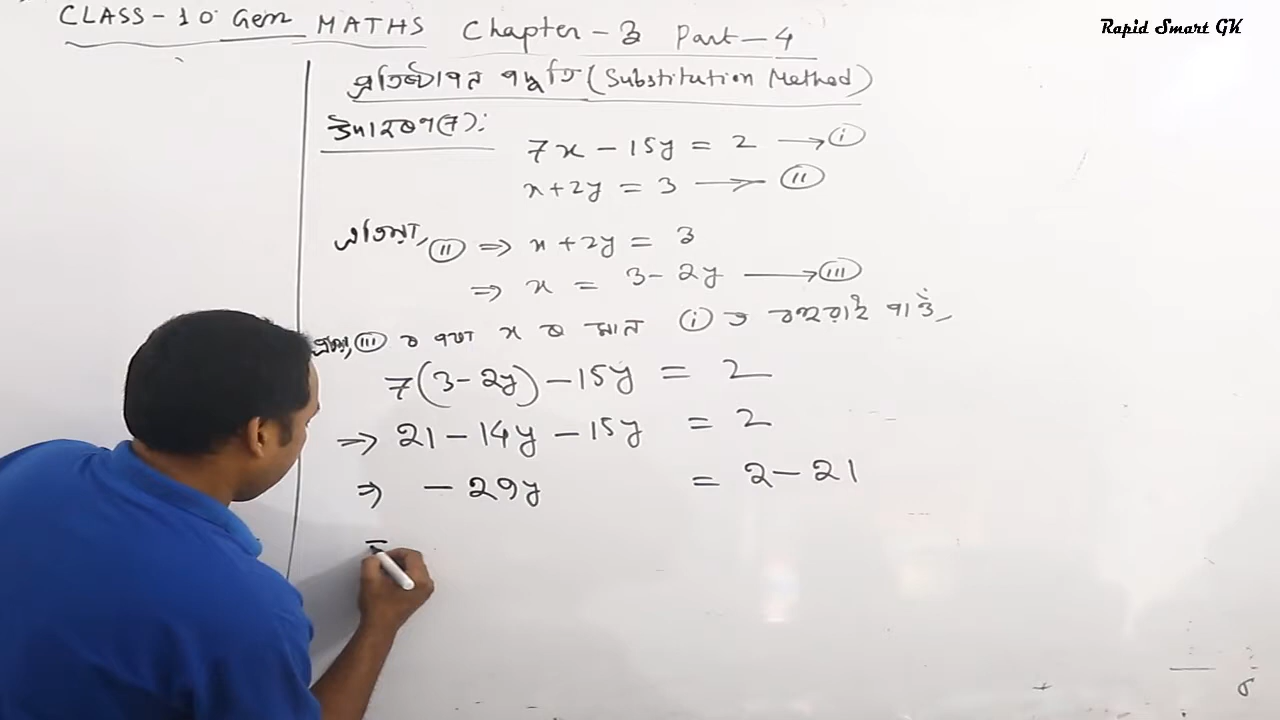 CLASS-10 Gen MATHS Chapter-3 Part-4
Rapid Smart GK
প্ৰতিষ্ঠাপন পদ্ধতি (Substitution Method)
উদাহৰণ(7):
7x - 15y = 2 → (i)
x + 2y = 3 → (ii)
(ii) ⇒ x + 2y = 3
⇒ x = 3 - 2y → (iii)
(iii) ৰ পৰা x ৰ মান (i) ত বহুৱাই পাওঁ,
7(3 - 2y) - 15y = 2
⇒ 21 - 14y - 15y = 2
⇒ - 29y = 2 - 21